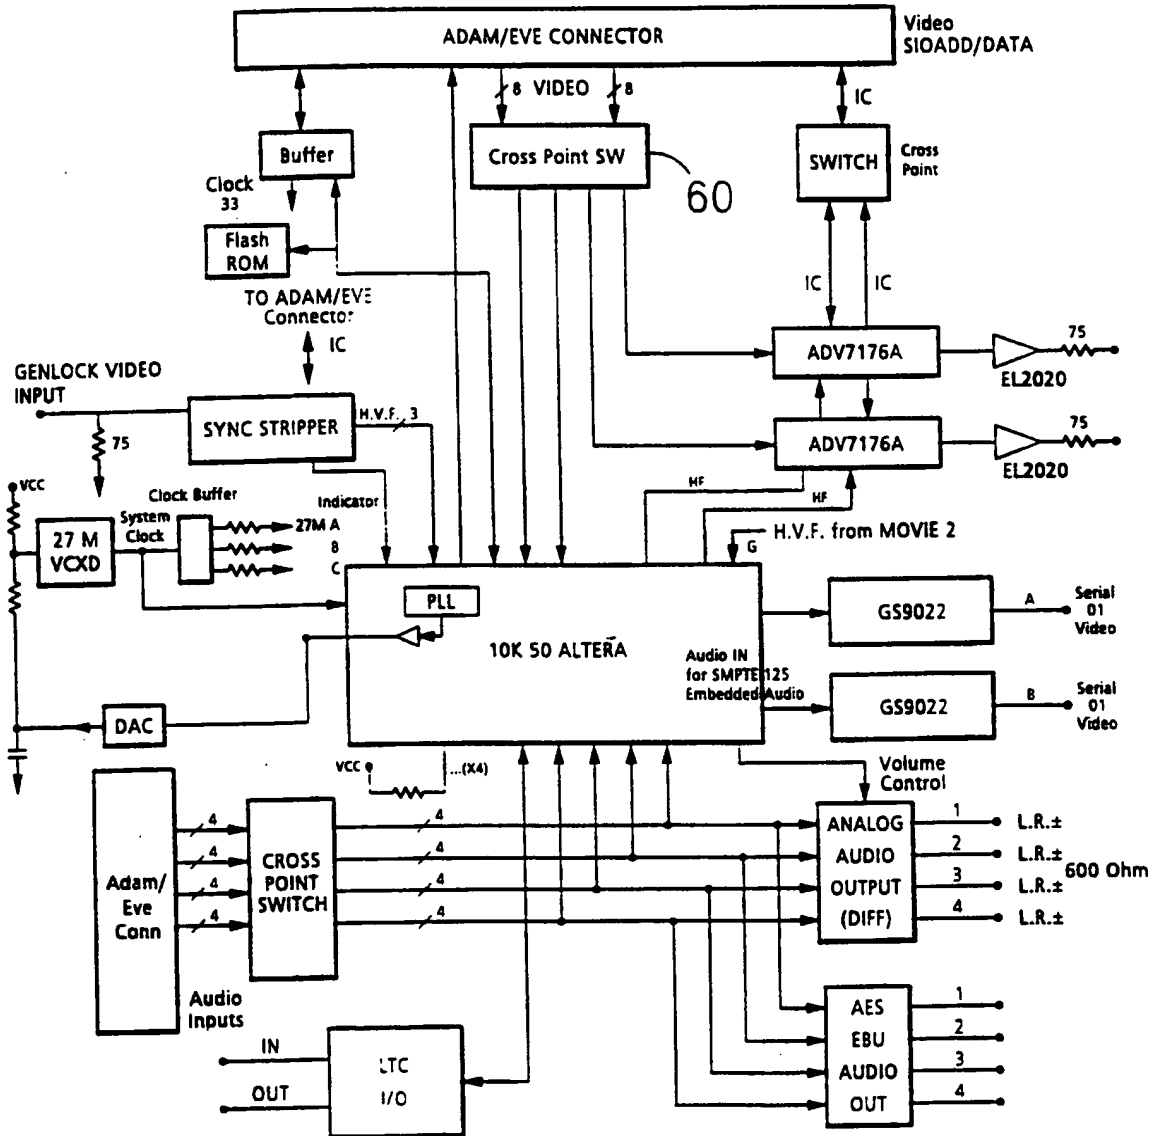 ADAM/EVE CONNECTOR
Video
SIOADD/DATA
8 VIDEO 8
IC
Buffer
Cross Point SW
60
SWITCH
Cross
Point
Clock
33
Flash
ROM
IC
IC
TO ADAM/EVE
Connector
IC
GENLOCK VIDEO
INPUT
75
SYNC STRIPPER
H.V.F. 3
ADV7176A
EL2020
75
ADV7176A
EL2020
75
HF
HF
H.V.F. from MOVIE 2
G
VCC
27 M
VCXD
System
Clock
Clock Buffer
Indicator
27M A
B
C
PLL
10K 50 ALTERA
Audio IN
for SMPTE 125
Embedded Audio
GS9022
A
Serial
01
Video
GS9022
B
Serial
01
Video
DAC
VCC
...(X4)
Volume
Control
Adam/
Eve
Conn
4
4
4
4
CROSS
POINT
SWITCH
4
4
4
4
ANALOG
AUDIO
OUTPUT
(DIFF)
1 L.R.±
2 L.R.±
3 L.R.±
4 L.R.±
600 Ohm
Audio
Inputs
IN
OUT
LTC
I/O
AES
EBU
AUDIO
OUT
1
2
3
4